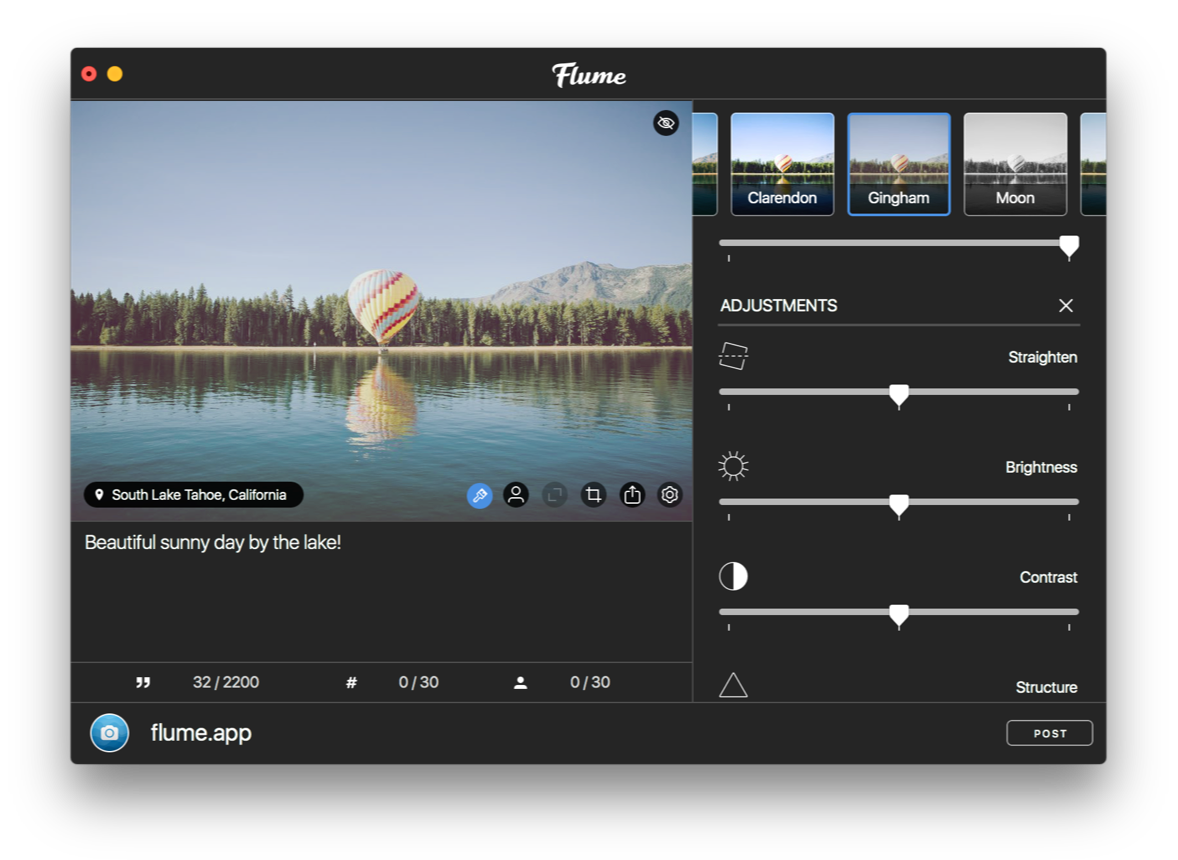 Flume
Clarendon
Gingham
Moon
ADJUSTMENTS
Straighten
Brightness
Contrast
Structure
South Lake Tahoe, California
Beautiful sunny day by the lake!
32 / 2200
# 0 / 30
0 / 30
flume.app
POST